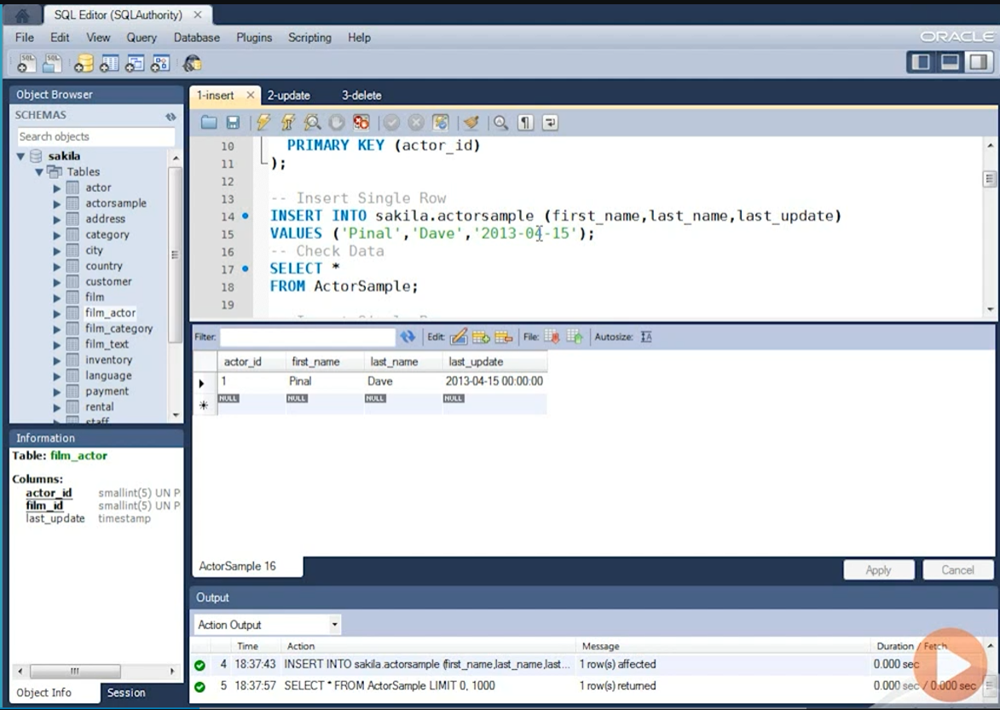 SQL Editor (SQLAuthority)
File Edit View Query Database Plugins Scripting Help
ORACLE
SQL SQL
Object Browser
SCHEMAS
Search objects
sakila
Tables
actor
actorsample
address
category
city
country
customer
film
film_actor
film_category
film_text
inventory
language
payment
rental
staff
Information
Table: film_actor
Columns:
actor_id smallint(5) UN P
film_id smallint(5) UN P
last_update timestamp
Object Info Session
1-insert 2-update 3-delete
10 PRIMARY KEY (actor_id)
11 );
12
13 -- Insert Single Row
14 INSERT INTO sakila.actorsample (first_name,last_name,last_update)
15 VALUES ('Pinal','Dave','2013-04-15');
16 -- Check Data
17 SELECT *
18 FROM ActorSample;
19
Filter: Edit: File: Autosize:
actor_id first_name last_name last_update
1 Pinal Dave 2013-04-15 00:00:00
NULL NULL NULL NULL
ActorSample 16
Apply Cancel
Output
Action Output
Time Action Message Duration / Fetch
4 18:37:43 INSERT INTO sakila.actorsample (first_name,last_name,last... 1 row(s) affected 0.000 sec
5 18:37:57 SELECT * FROM ActorSample LIMIT 0, 1000 1 row(s) returned 0.000 sec / 0.000 sec